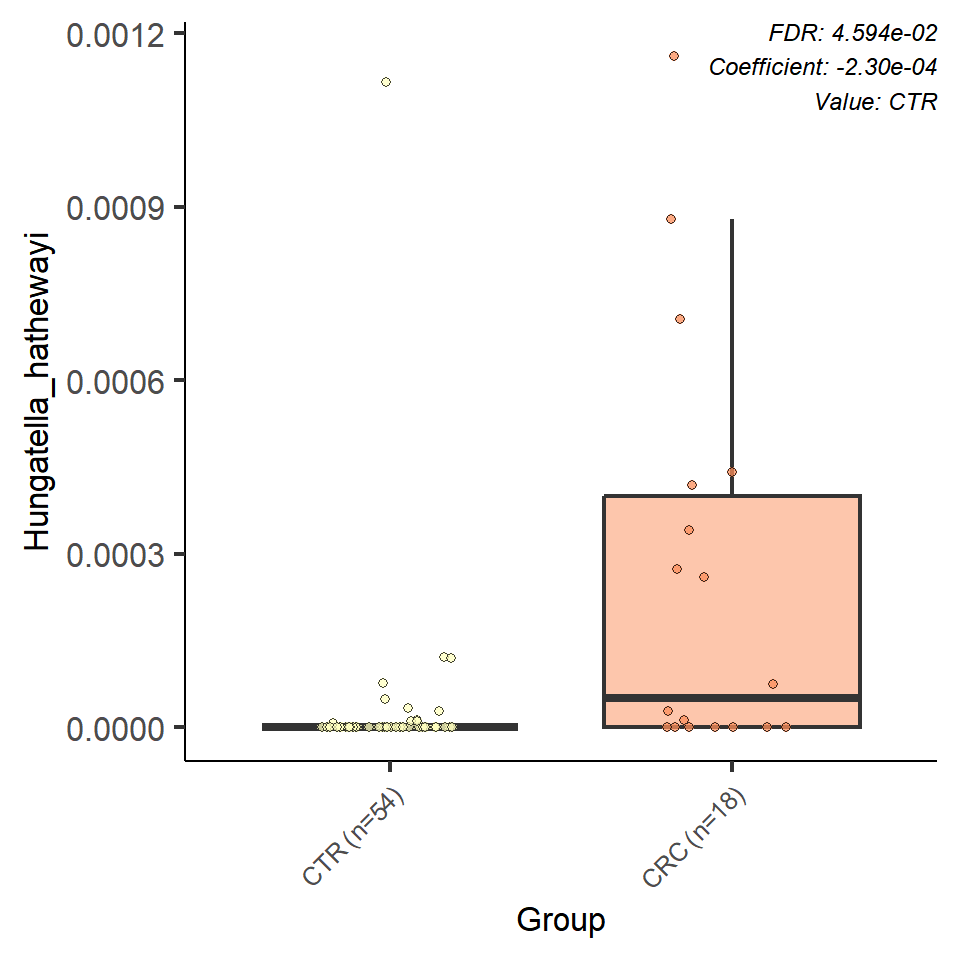 FDR: 4.594e-02
Coefficient: -2.30e-04
Value: CTR
0.0012
0.0009
0.0006
0.0003
0.0000
Hungatella_hathewayi
CTR (n=54)
CRC (n=18)
Group